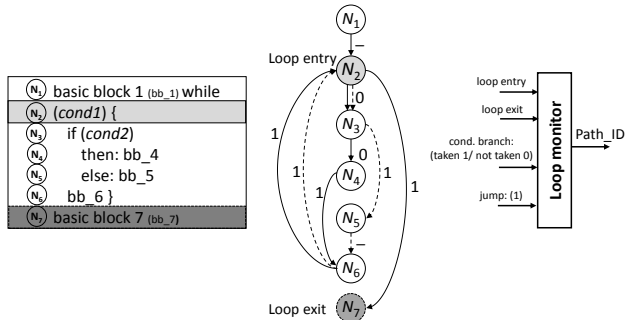 N₁ basic block 1 (bb_1) while
N₂ (cond1) {
N₃ if (cond2)
N₄ then: bb_4
N₅ else: bb_5
N₆ bb_6 }
N₇ basic block 7 (bb_7)
N₁
–
Loop entry
N₂
0
N₃
0
1
1
1
1
1
N₄
N₅
–
N₆
Loop exit
N₇
loop entry
loop exit
cond. branch:
(taken 1/ not taken 0)
jump: (1)
Loop monitor
Path_ID